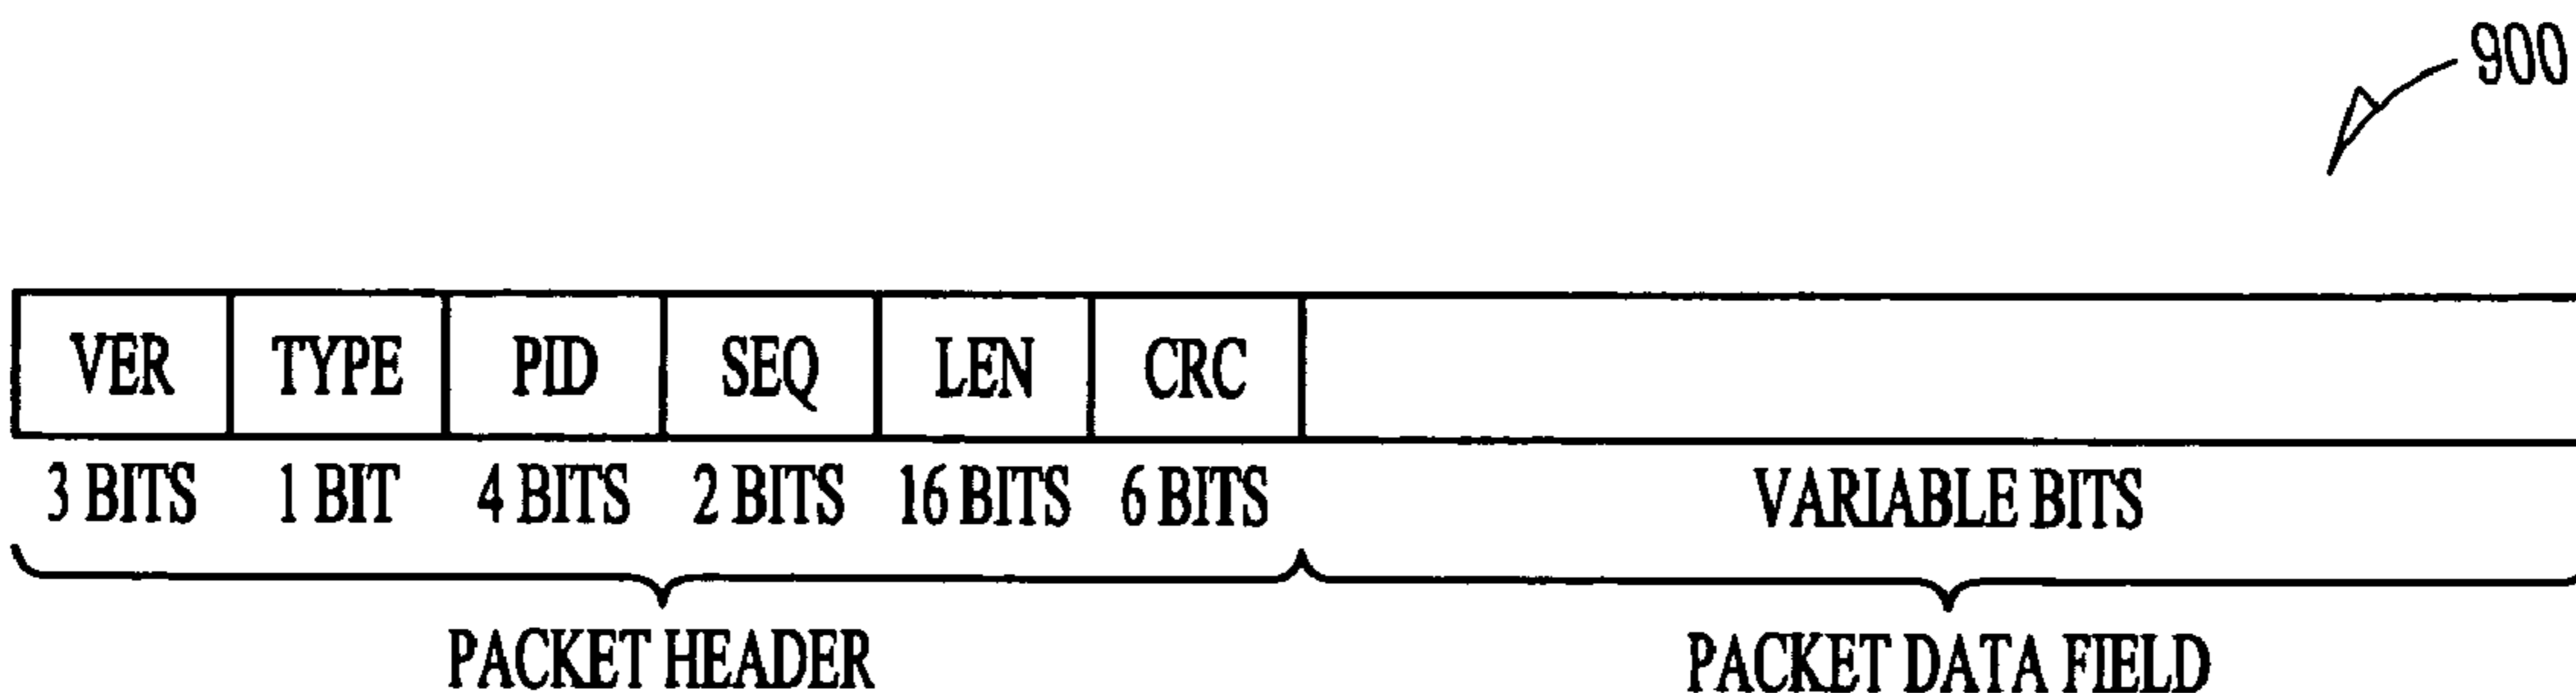 900
VER TYPE PID SEQ LEN CRC
3 BITS 1 BIT 4 BITS 2 BITS 16 BITS 6 BITS VARIABLE BITS
PACKET HEADER PACKET DATA FIELD